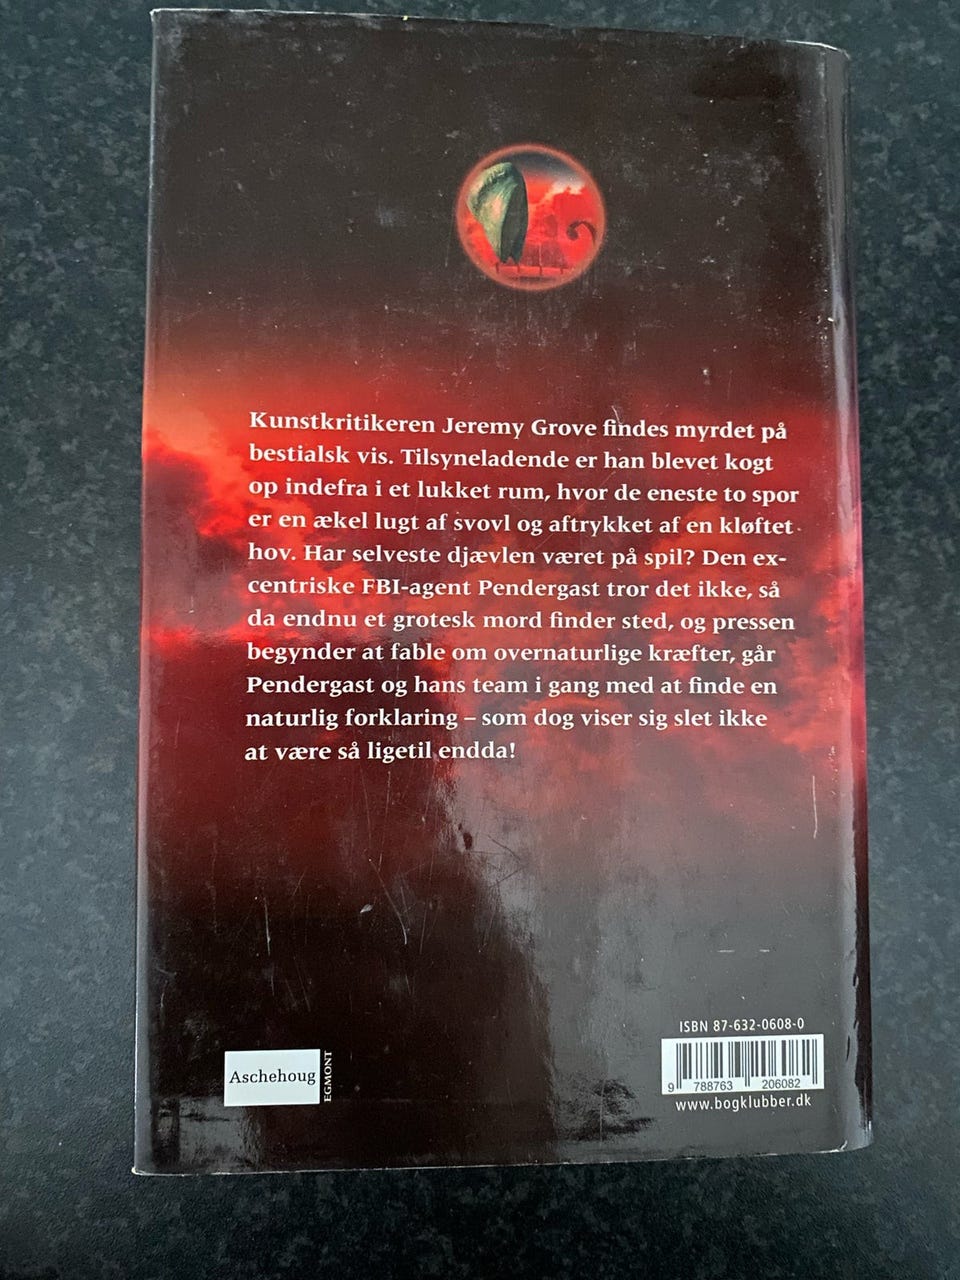 Kunstkritikeren Jeremy Grove findes myrdet på
bestialsk vis. Tilsyneladende er han blevet kogt
op indefra i et lukket rum, hvor de eneste to spor
er en ækel lugt af svovl og aftrykket af en kløftet
hov. Har selveste djævlen været på spil? Den ex-
centriske FBI-agent Pendergast tror det ikke, så
da endnu et grotesk mord finder sted, og pressen
begynder at fable om overnaturlige kræfter, går
Pendergast og hans team i gang med at finde en
naturlig forklaring – som dog viser sig slet ikke
at være så ligetil endda!
Aschehoug
EGMONT
ISBN 87-632-0608-0
9 788763 206082
www.bogklubber.dk